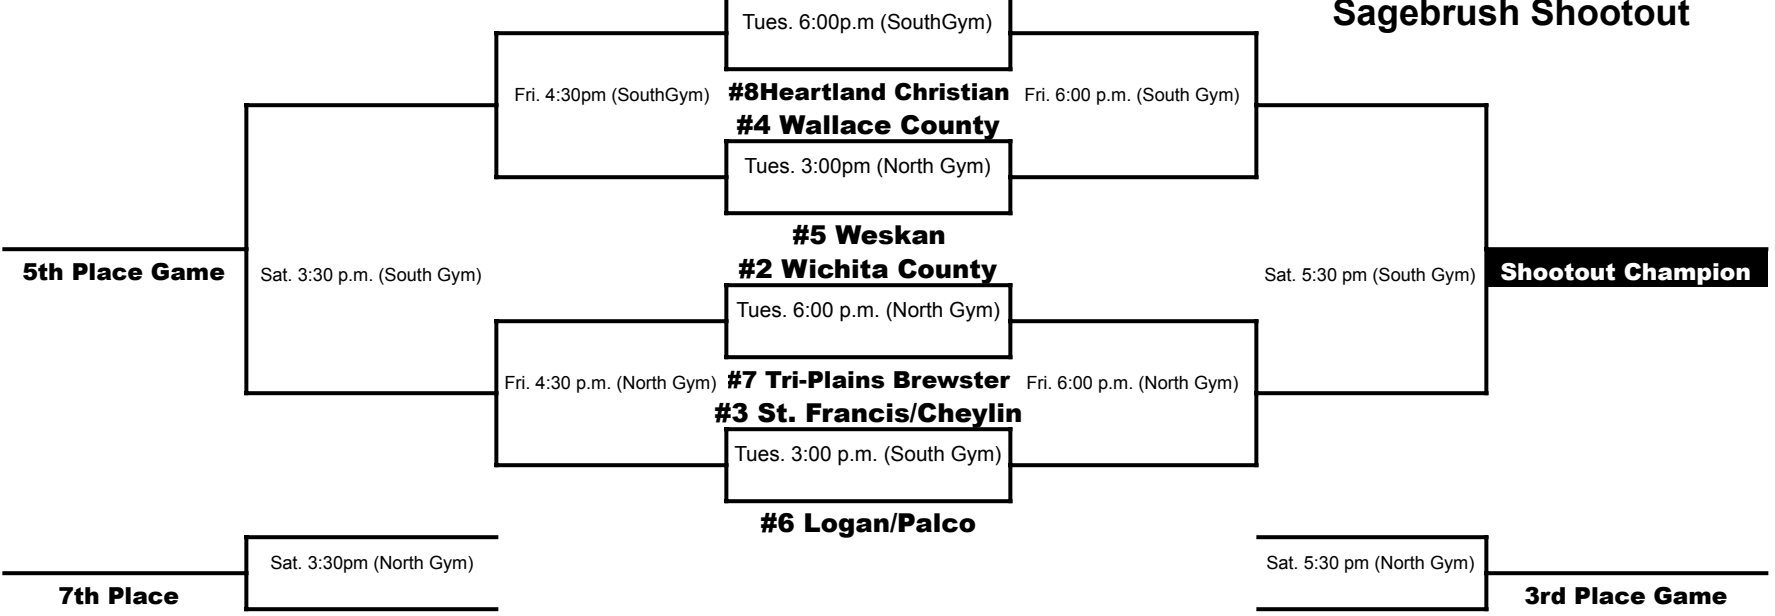 Sagebrush Shootout
Tues. 6:00p.m (SouthGym)
Fri. 4:30pm (SouthGym)
#8Heartland Christian
Fri. 6:00 p.m. (South Gym)
#4 Wallace County
Tues. 3:00pm (North Gym)
#5 Weskan
5th Place Game
Sat. 3:30 p.m. (South Gym)
#2 Wichita County
Sat. 5:30 pm (South Gym)
Shootout Champion
Tues. 6:00 p.m. (North Gym)
Fri. 4:30 p.m. (North Gym)
#7 Tri-Plains Brewster
Fri. 6:00 p.m. (North Gym)
#3 St. Francis/Cheylin
Tues. 3:00 p.m. (South Gym)
#6 Logan/Palco
Sat. 3:30pm (North Gym)
Sat. 5:30 pm (North Gym)
7th Place
3rd Place Game